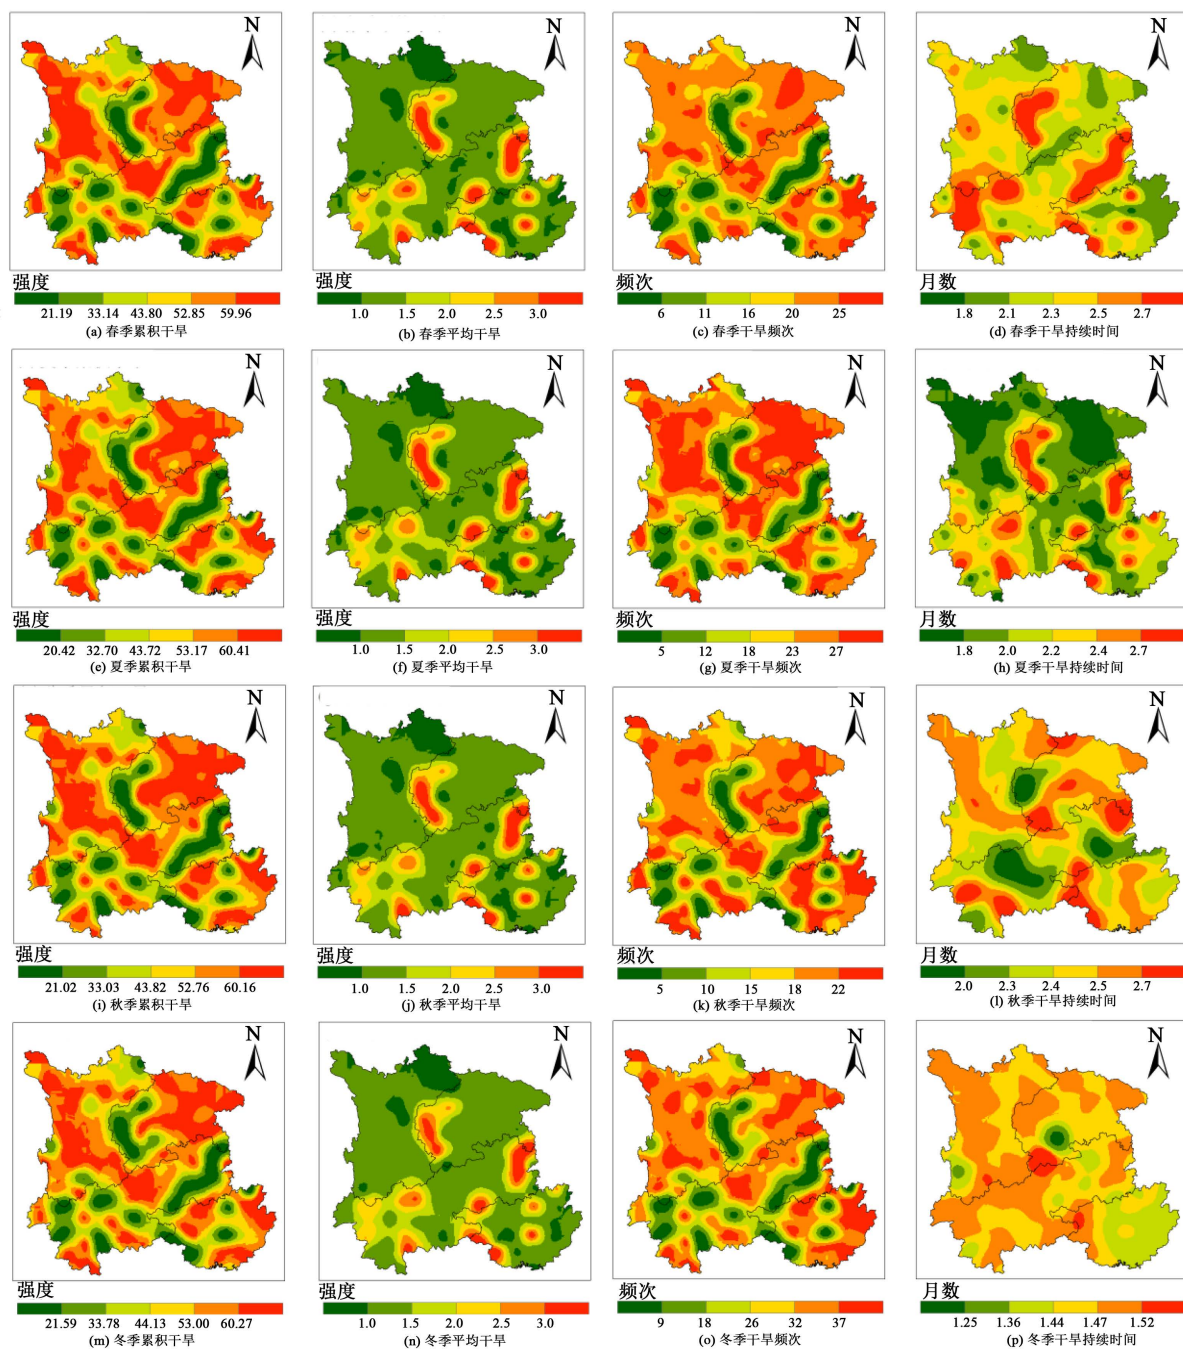 N N N N
强度 强度 频次 月数
21.19 33.14 43.80 52.85 59.96
1.0 1.5 2.0 2.5 3.0
6 11 16 20 25
1.8 2.1 2.3 2.5 2.7
(a) 春季累积干旱
(b) 春季平均干旱
(c) 春季干旱频次
(d) 春季干旱持续时间
N N N N
强度 强度 频次 月数
20.42 32.70 43.72 53.17 60.41
1.0 1.5 2.0 2.5 3.0
5 12 18 23 27
1.8 2.0 2.2 2.4 2.7
(e) 夏季累积干旱
(f) 夏季平均干旱
(g) 夏季干旱频次
(h) 夏季干旱持续时间
N N N N
强度 强度 频次 月数
21.02 33.03 43.82 52.76 60.16
1.0 1.5 2.0 2.5 3.0
5 10 15 18 22
2.0 2.3 2.4 2.5 2.7
(i) 秋季累积干旱
(j) 秋季平均干旱
(k) 秋季干旱频次
(l) 秋季干旱持续时间
N N N N
强度 强度 频次 月数
21.59 33.78 44.13 53.00 60.27
1.0 1.5 2.0 2.5 3.0
9 18 26 32 37
1.25 1.36 1.44 1.47 1.52
(m) 冬季累积干旱
(n) 冬季平均干旱
(o) 冬季干旱频次
(p) 冬季干旱持续时间